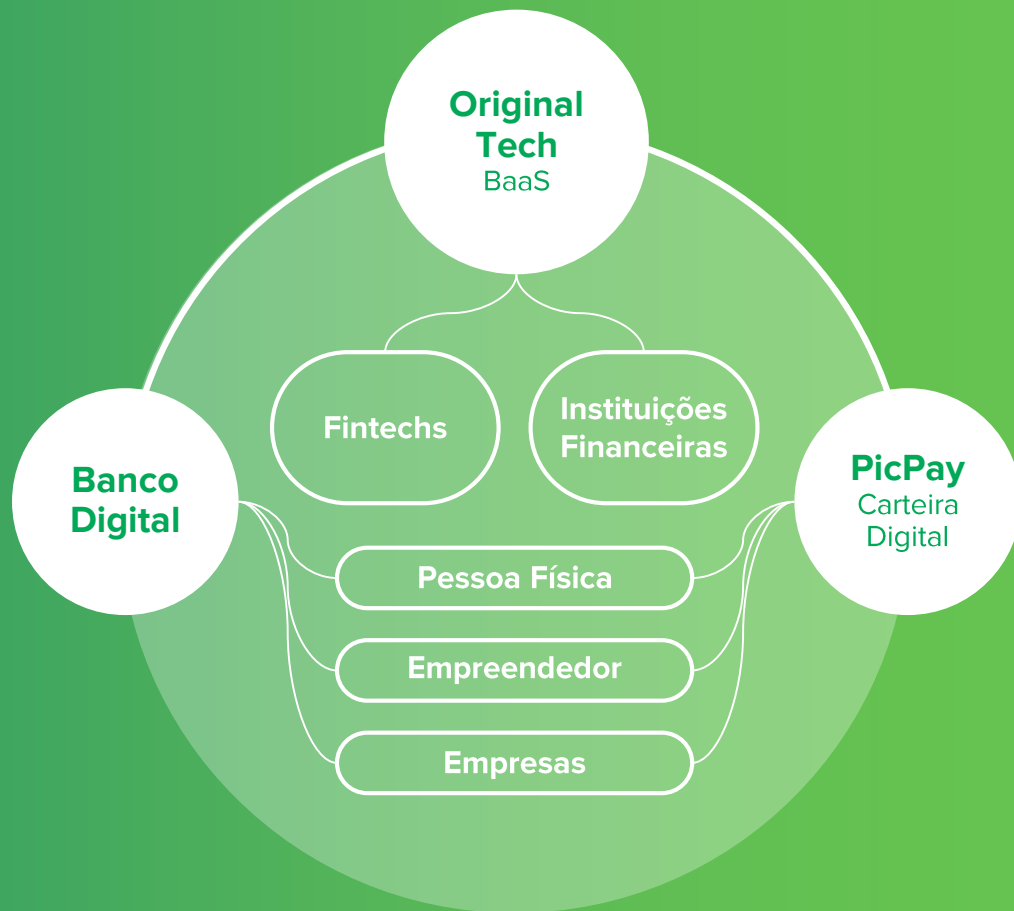 Original
Tech
BaaS
Fintechs
Instituições
Financeiras
Banco
Digital
PicPay
Carteira
Digital
Pessoa Física
Empreendedor
Empresas